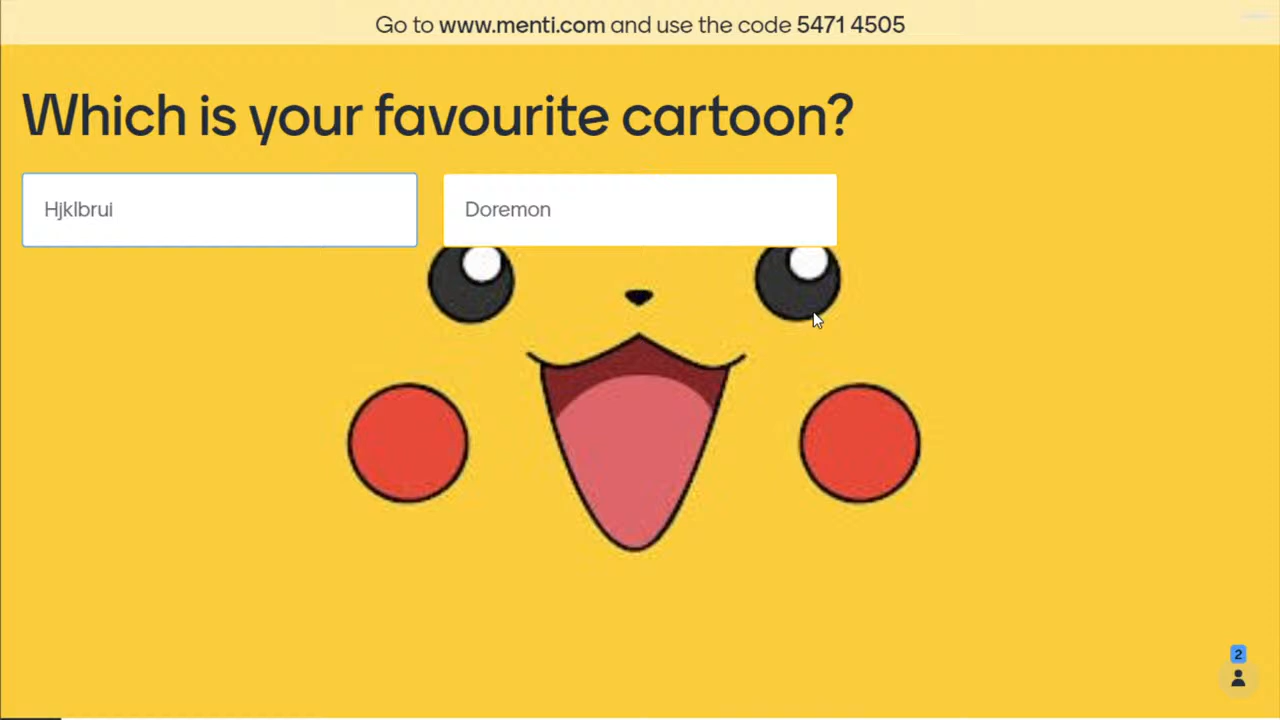 Go to www.menti.com and use the code 5471 4505
Which is your favourite cartoon?
Hjklbrui
Doremon
2